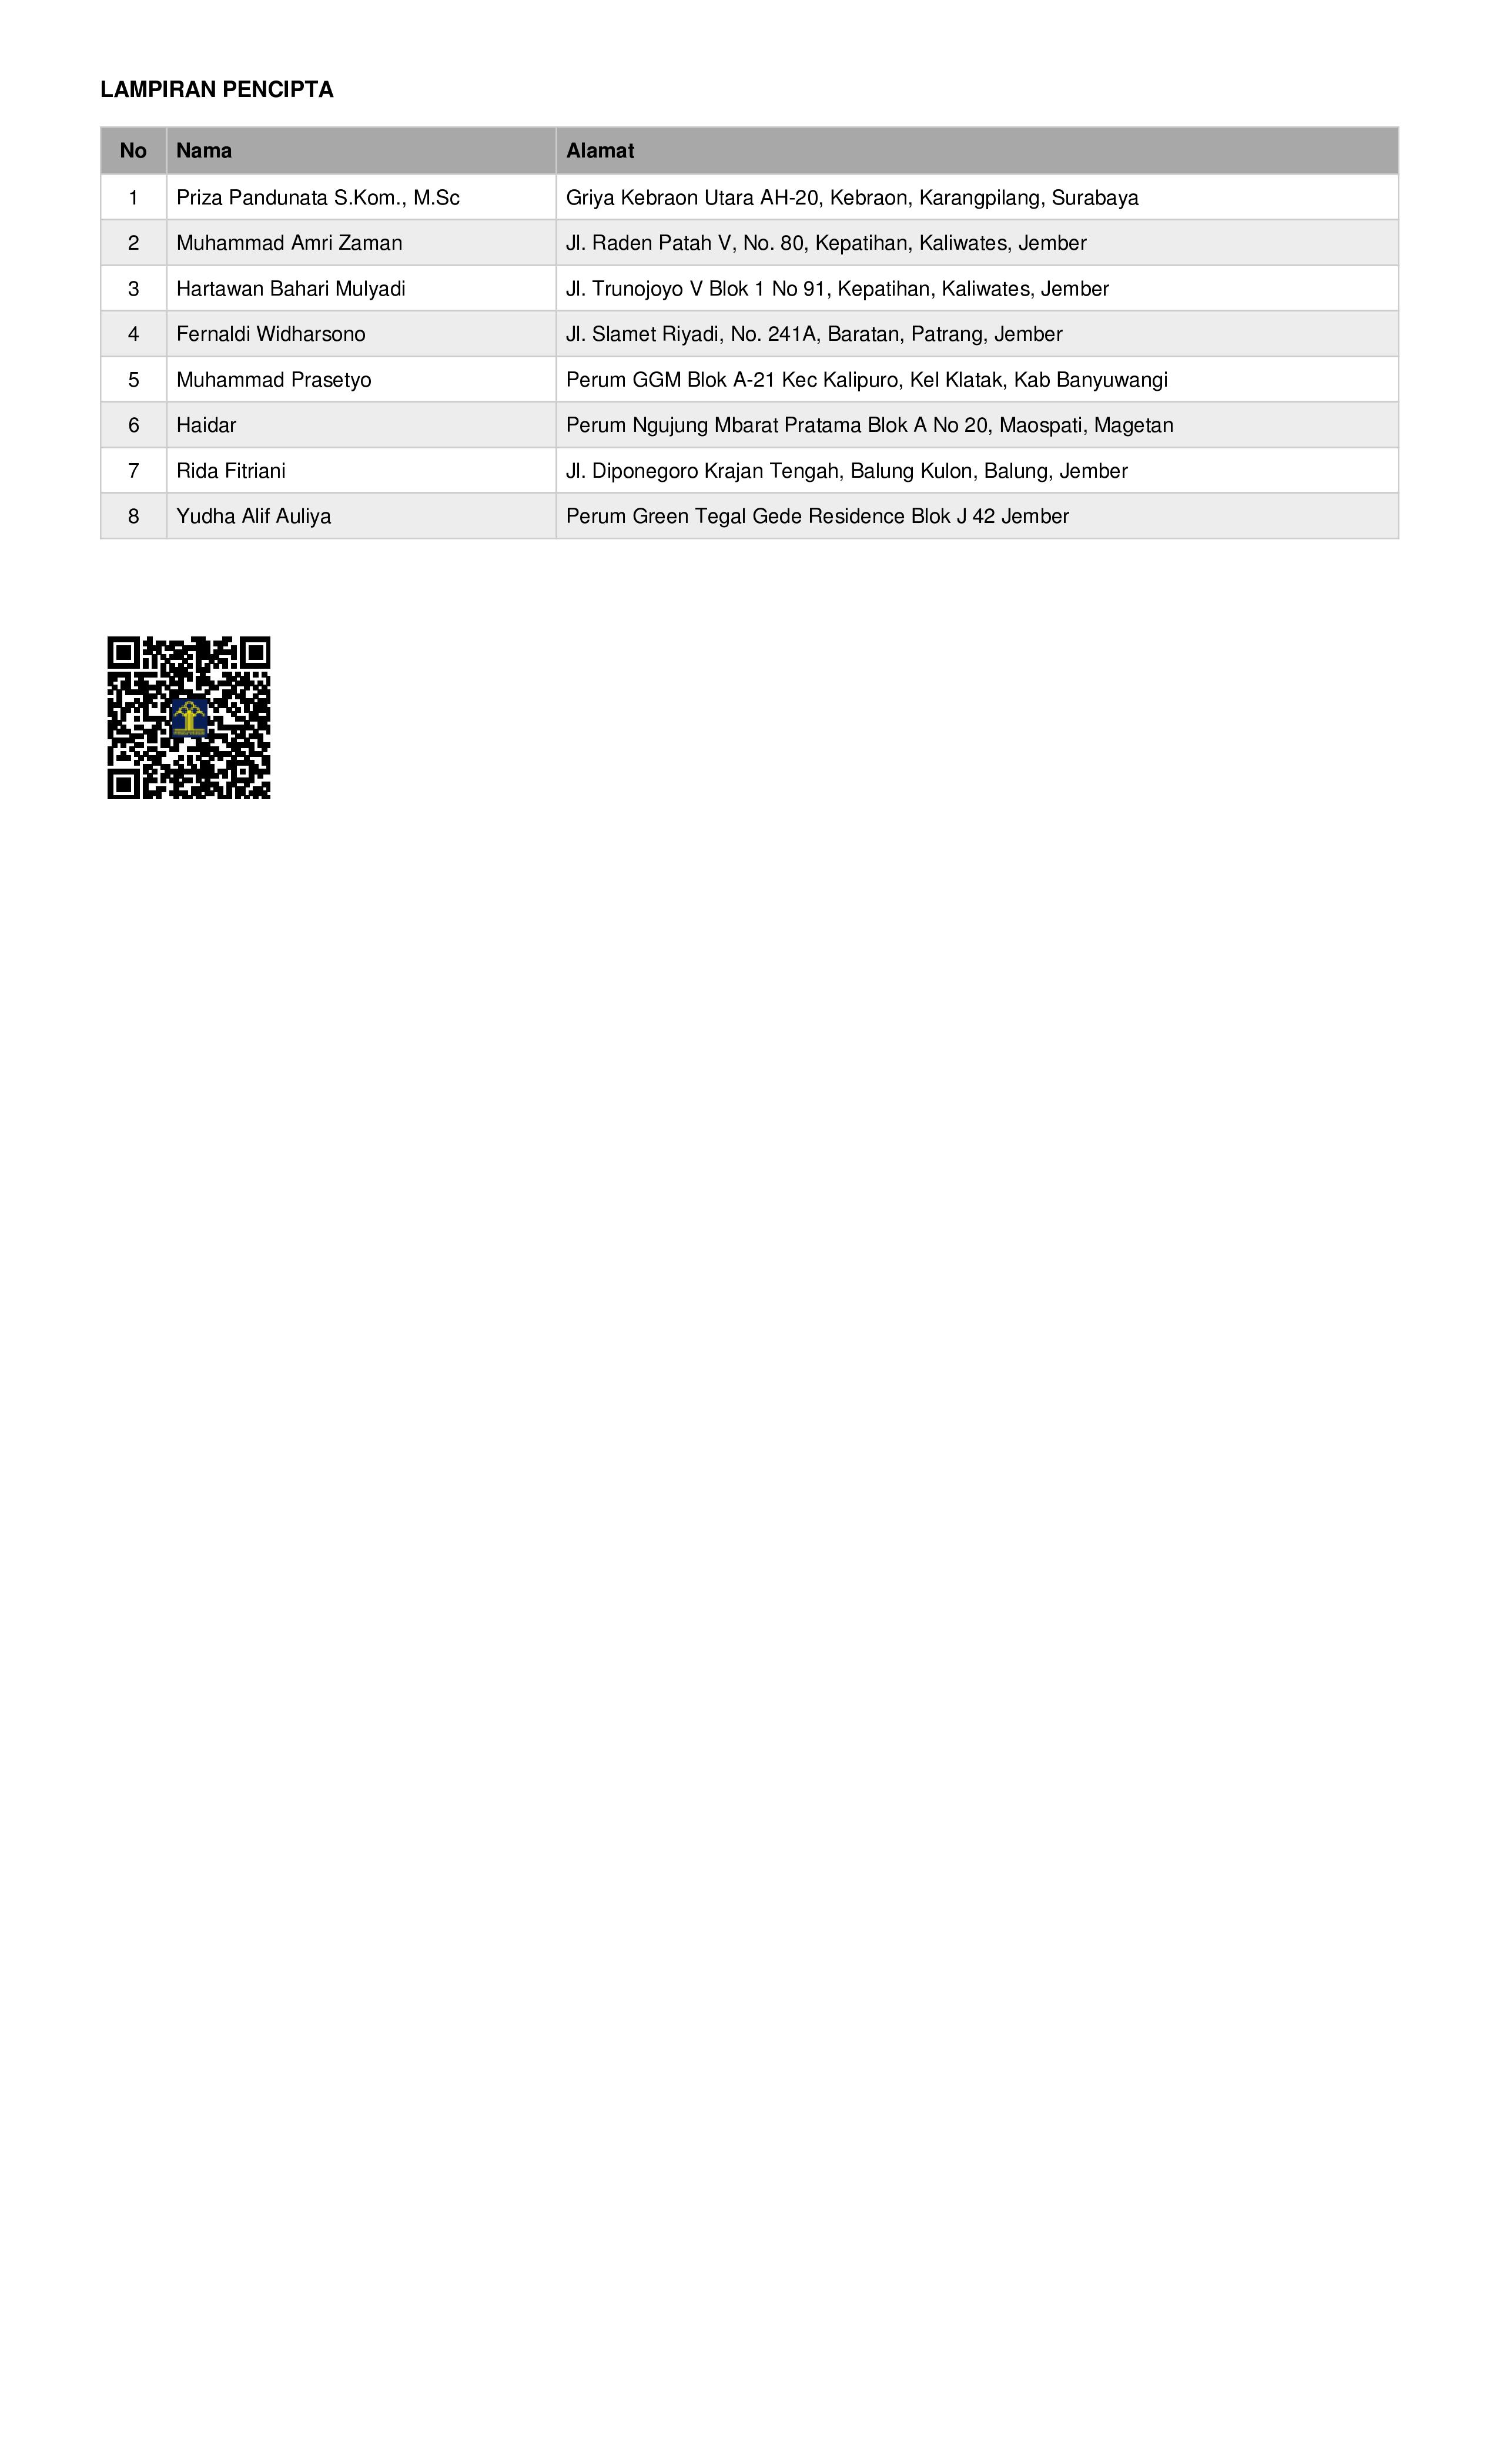 LAMPIRAN PENCIPTA
No Nama Alamat
1 Priza Pandunata S.Kom., M.Sc Griya Kebraon Utara AH-20, Kebraon, Karangpilang, Surabaya
2 Muhammad Amri Zaman Jl. Raden Patah V, No. 80, Kepatihan, Kaliwates, Jember
3 Hartawan Bahari Mulyadi Jl. Trunojoyo V Blok 1 No 91, Kepatihan, Kaliwates, Jember
4 Fernaldi Widharsono Jl. Slamet Riyadi, No. 241A, Baratan, Patrang, Jember
5 Muhammad Prasetyo Perum GGM Blok A-21 Kec Kalipuro, Kel Klatak, Kab Banyuwangi
6 Haidar Perum Ngujung Mbarat Pratama Blok A No 20, Maospati, Magetan
7 Rida Fitriani Jl. Diponegoro Krajan Tengah, Balung Kulon, Balung, Jember
8 Yudha Alif Auliya Perum Green Tegal Gede Residence Blok J 42 Jember